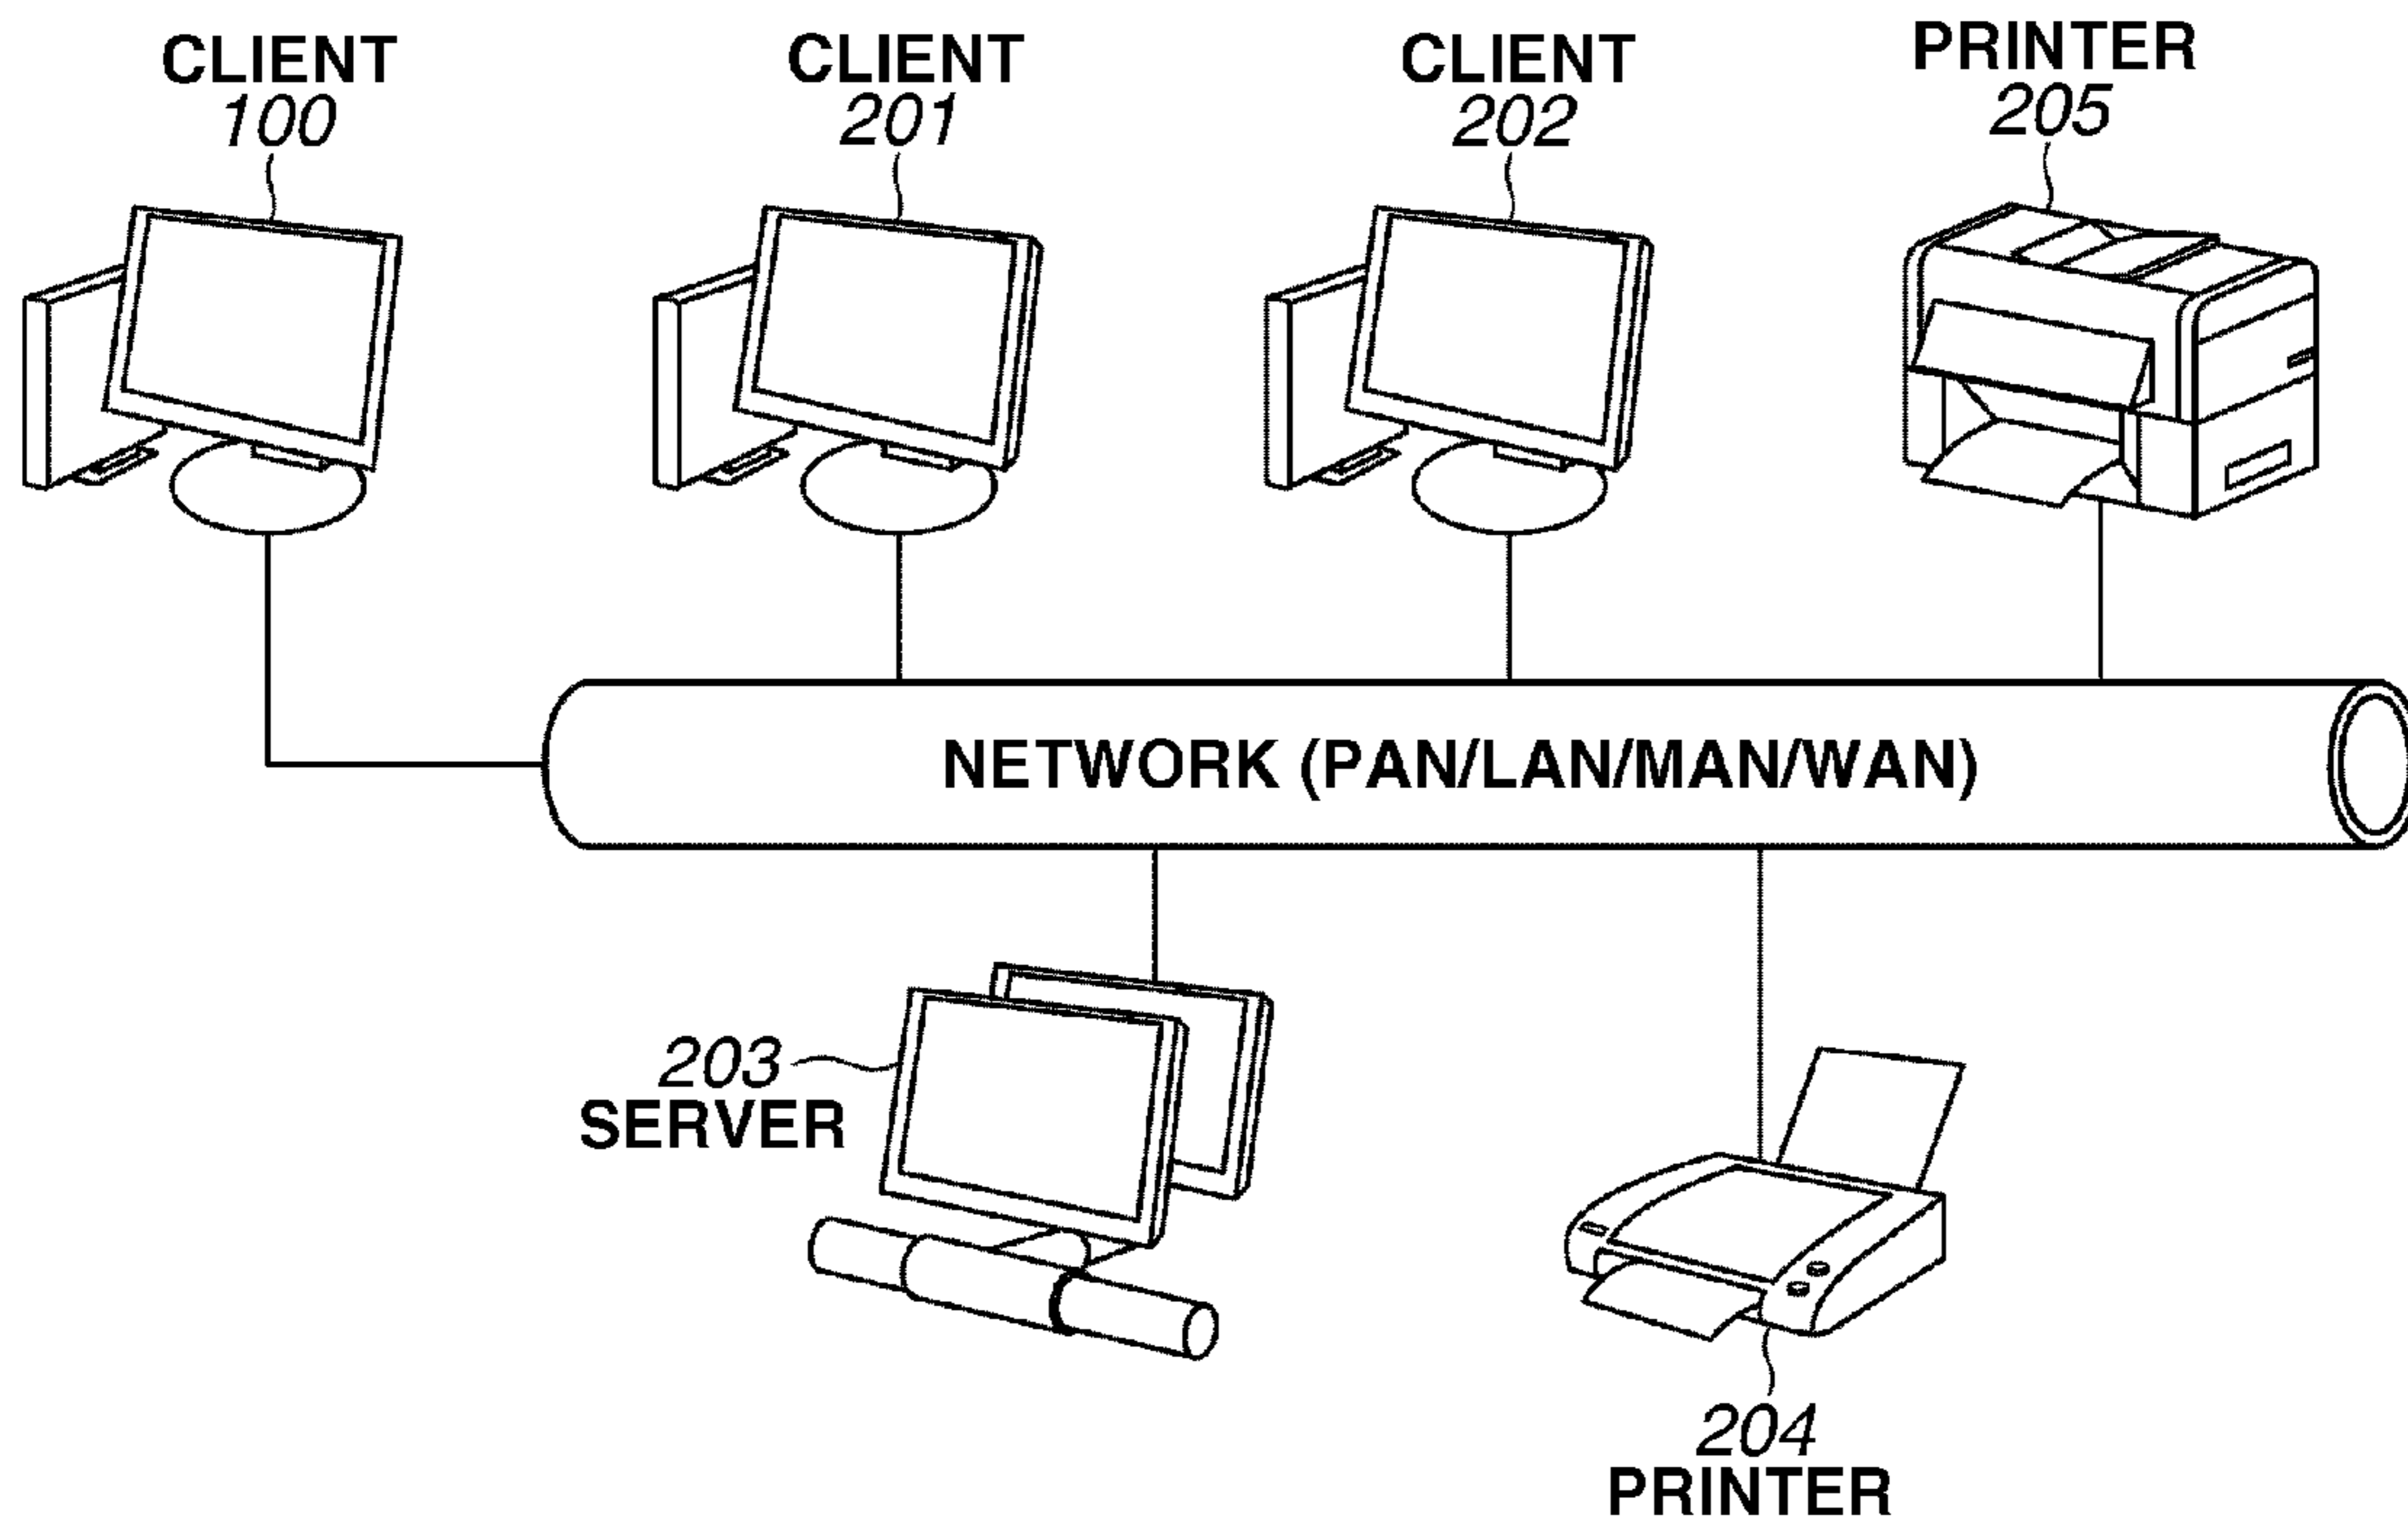 CLIENT
100
CLIENT
201
CLIENT
202
PRINTER
205
NETWORK (PAN/LAN/MAN/WAN)
203
SERVER
204
PRINTER